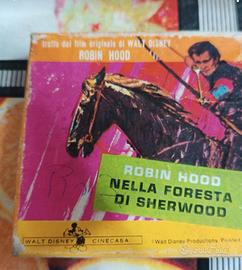 tratto dal film originale di WALT DISNEY
ROBIN HOOD
ROBIN HOOD
NELLA FORESTA
DI SHERWOOD
WALT DISNEY CINECASA
Walt Disney Productions.